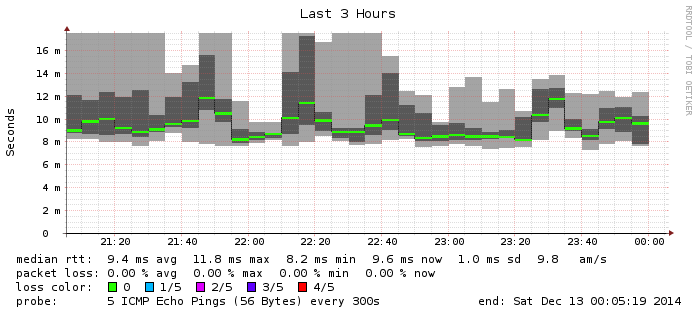 Last 3 Hours
RRDTOOL / TOBI OETIKER
Seconds
16 m
14 m
12 m
10 m
8 m
6 m
4 m
2 m
0
21:20 21:40 22:00 22:20 22:40 23:00 23:20 23:40 00:00
median rtt: 9.4 ms avg 11.8 ms max 8.2 ms min 9.6 ms now 1.0 ms sd 9.8 am/s
packet loss: 0.00 % avg 0.00 % max 0.00 % min 0.00 % now
loss color: 0 1/5 2/5 3/5 4/5
probe: 5 ICMP Echo Pings (56 Bytes) every 300s end: Sat Dec 13 00:05:19 2014